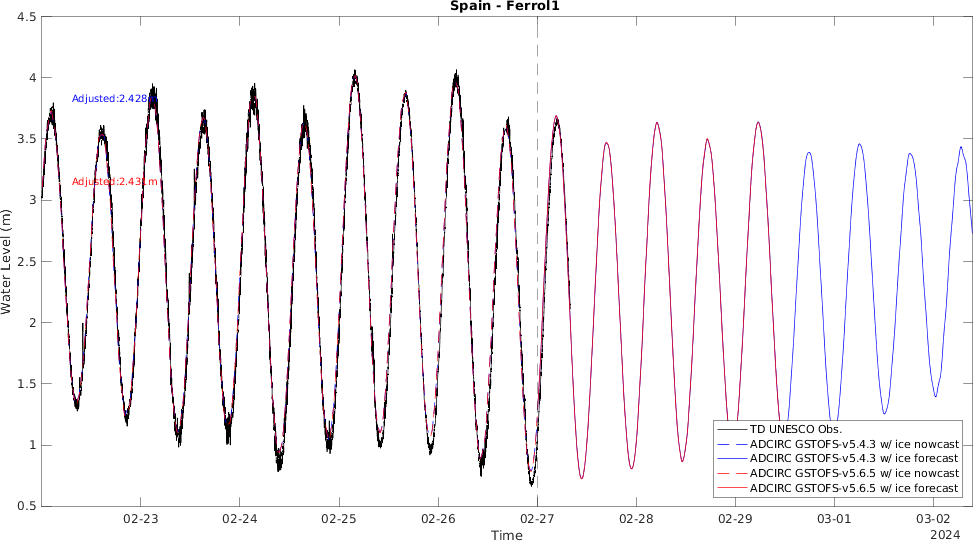 Spain - Ferrol1
4.5
4
3.5
3
2.5
2
1.5
1
0.5
Water Level (m)
Adjusted:2.428m
Adjusted:2.431m
TD UNESCO Obs.
ADCIRC GSTOFS-v5.4.3 w/ ice nowcast
ADCIRC GSTOFS-v5.4.3 w/ ice forecast
ADCIRC GSTOFS-v5.6.5 w/ ice nowcast
ADCIRC GSTOFS-v5.6.5 w/ ice forecast
02-23 02-24 02-25 02-26 02-27 02-28 02-29 03-01 03-02
Time
2024